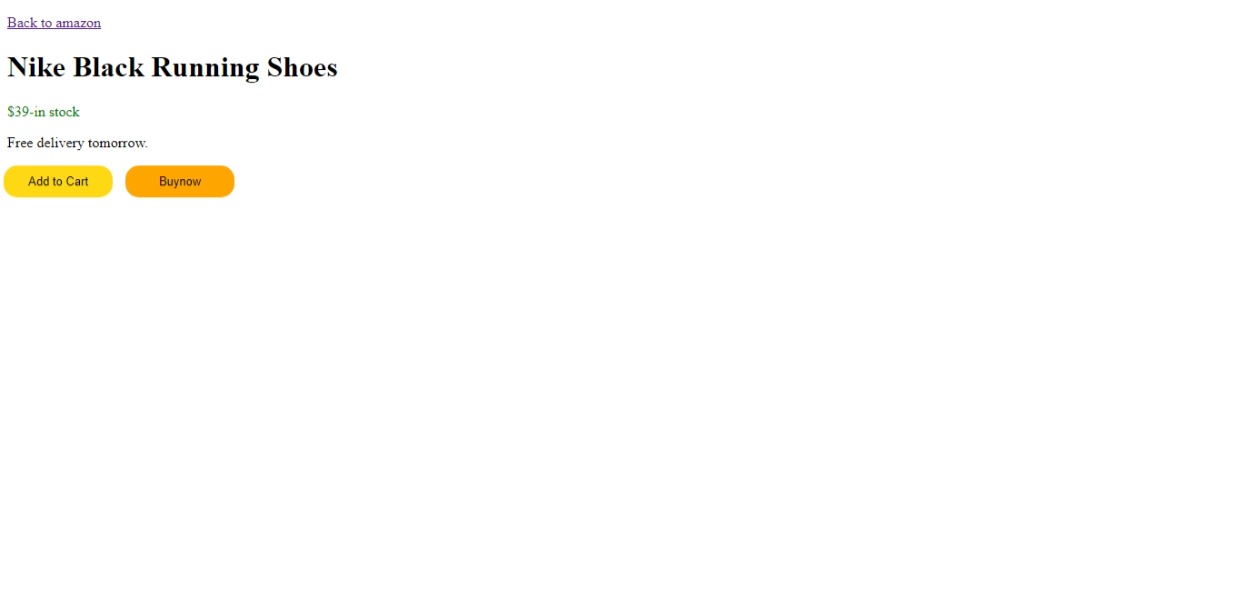 Back to amazon
Nike Black Running Shoes
$39-in stock
Free delivery tomorrow.
Add to Cart Buynow